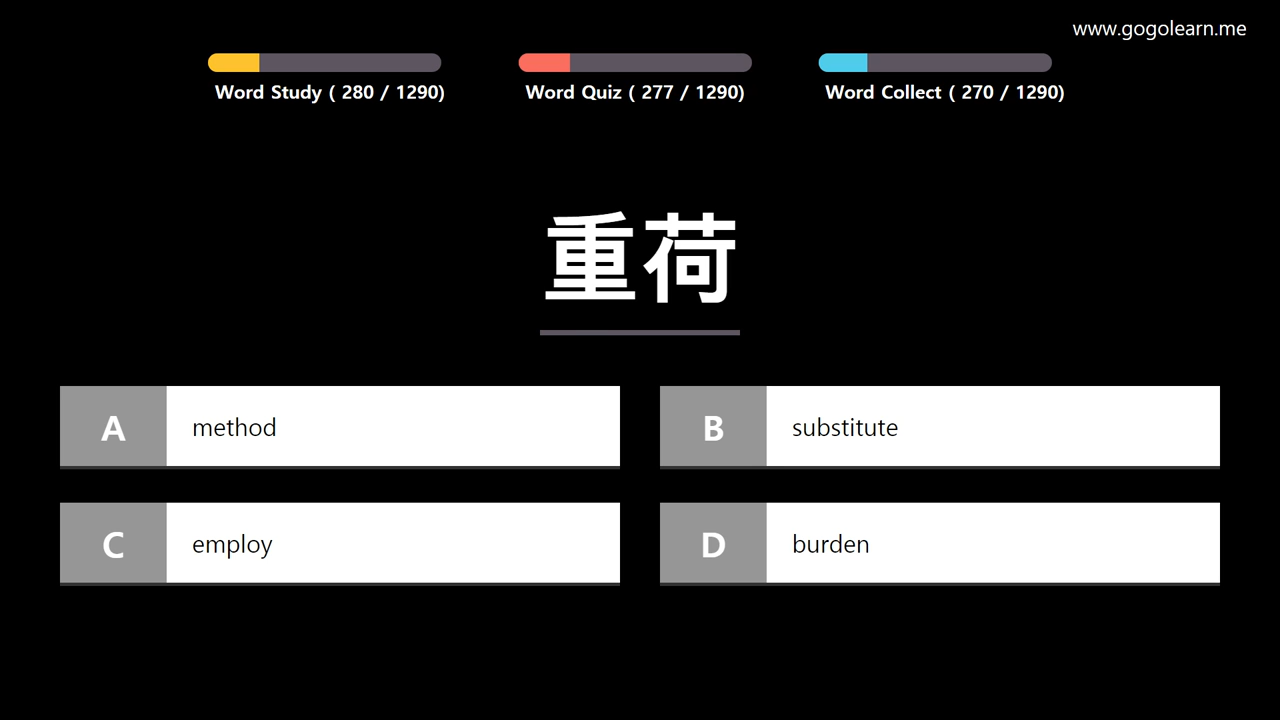 www.gogolearn.me
Word Study ( 280 / 1290)
Word Quiz ( 277 / 1290)
Word Collect ( 270 / 1290)
重荷
A method
B substitute
C employ
D burden